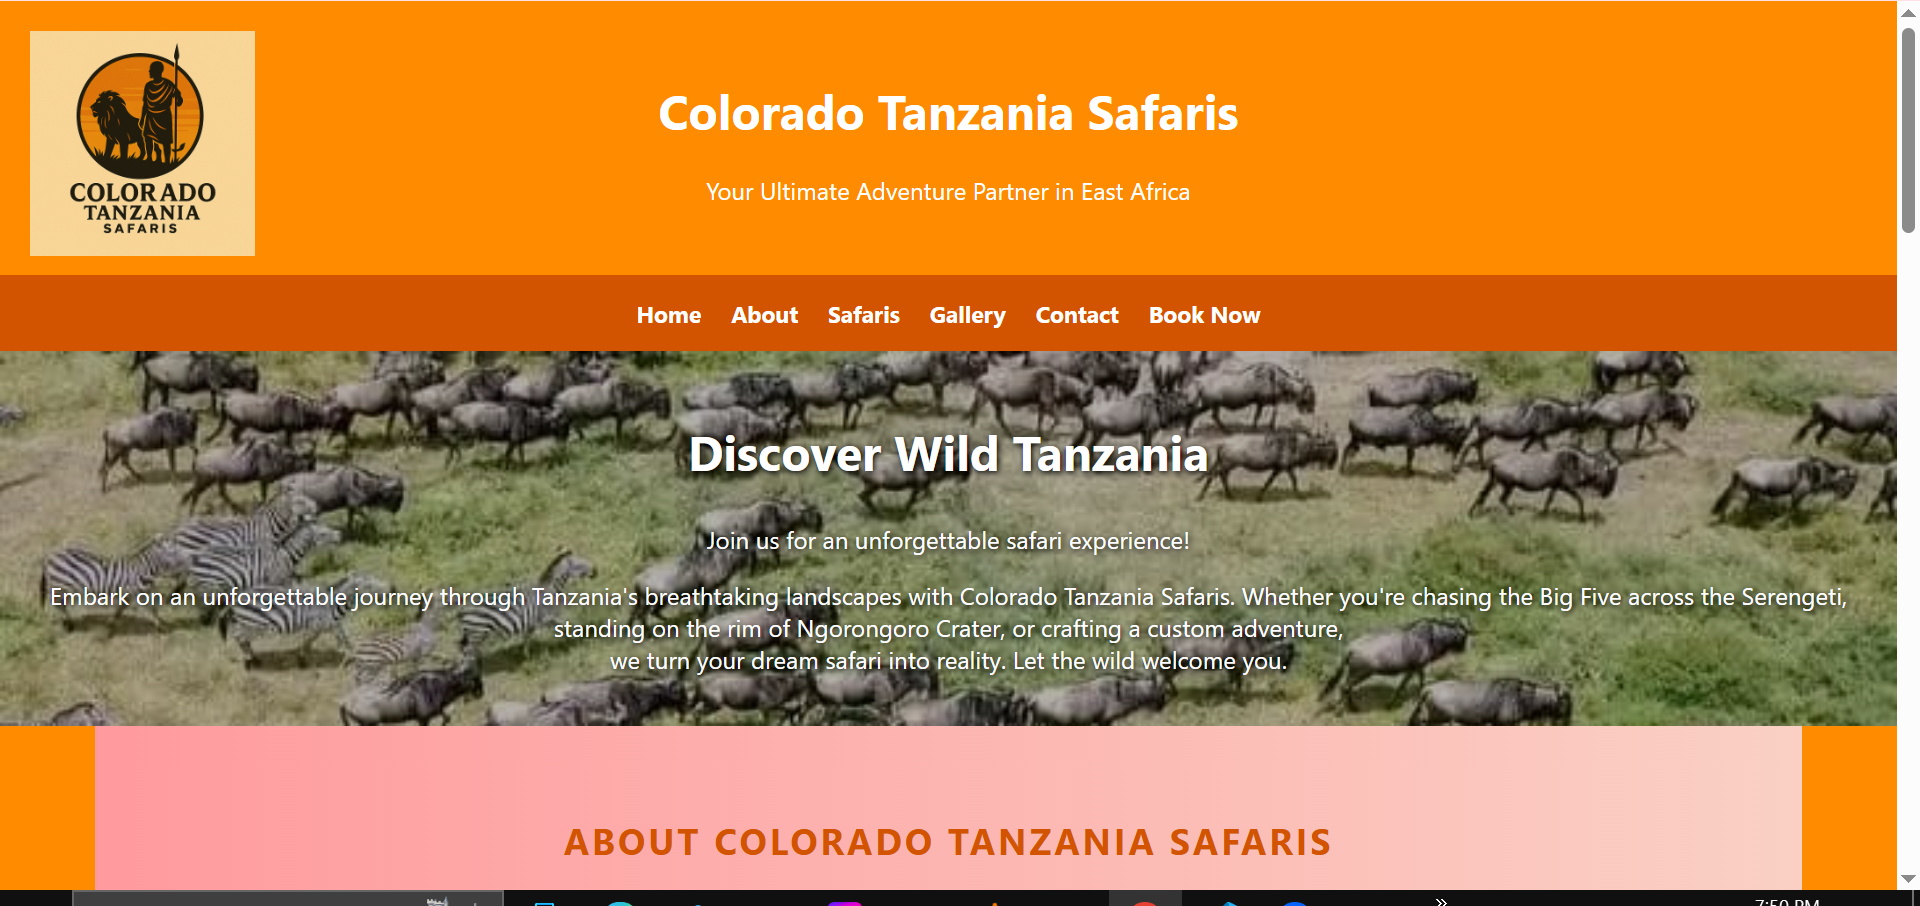 COLORADO
TANZANIA
SAFARIS
Colorado Tanzania Safaris
Your Ultimate Adventure Partner in East Africa
Home About Safaris Gallery Contact Book Now
Discover Wild Tanzania
Join us for an unforgettable safari experience!
Embark on an unforgettable journey through Tanzania's breathtaking landscapes with Colorado Tanzania Safaris. Whether you're chasing the Big Five across the Serengeti,
standing on the rim of Ngorongoro Crater, or crafting a custom adventure,
we turn your dream safari into reality. Let the wild welcome you.
ABOUT COLORADO TANZANIA SAFARIS
7:50 PM